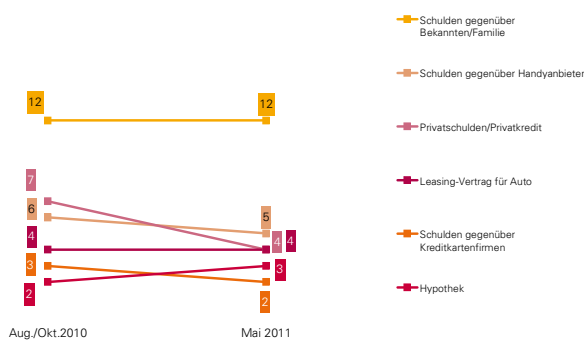 Schulden gegenüber
Bekannten/Familie
Schulden gegenüber Handyanbieter
Privatschulden/Privatkredit
Leasing-Vertrag für Auto
Schulden gegenüber
Kreditkartenfirmen
Hypothek
12
12
7
6
5
4
4
4
3
3
2
2
Aug./Okt.2010
Mai 2011